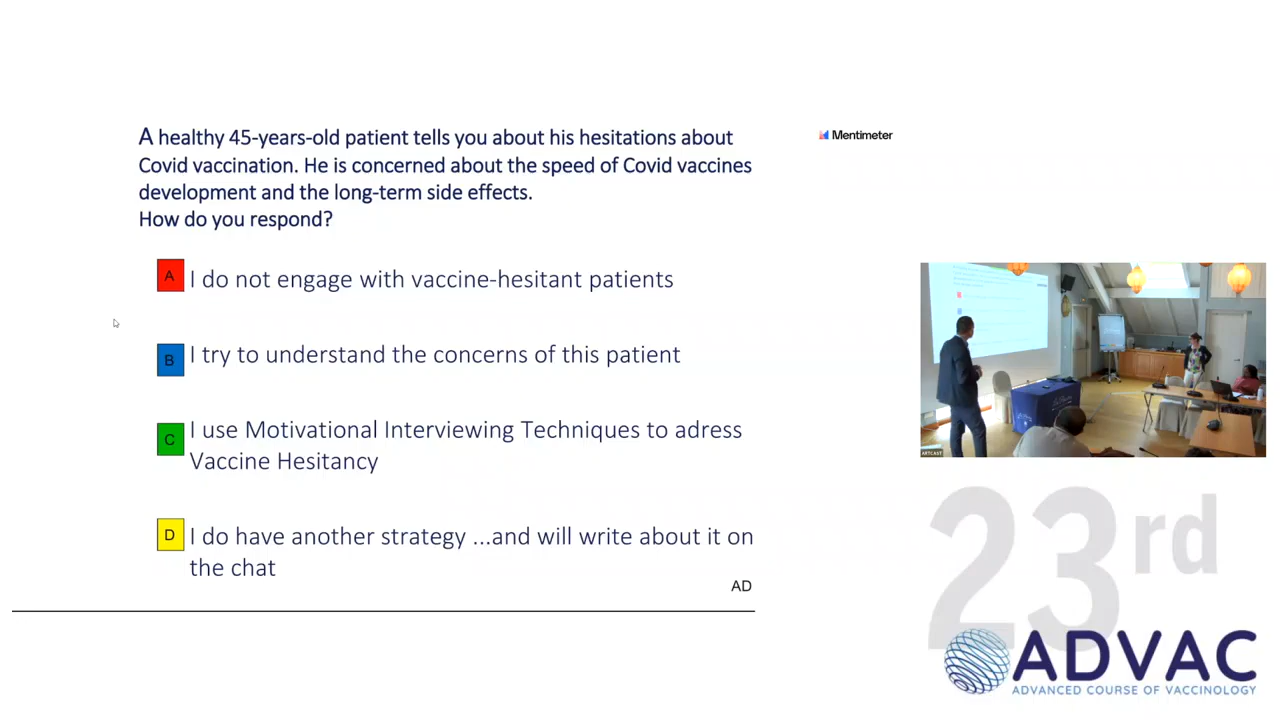 A healthy 45-years-old patient tells you about his hesitations about
Covid vaccination. He is concerned about the speed of Covid vaccines
development and the long-term side effects.
How do you respond?
A I do not engage with vaccine-hesitant patients
B I try to understand the concerns of this patient
C I use Motivational Interviewing Techniques to adress
Vaccine Hesitancy
D I do have another strategy ...and will write about it on
the chat
AD
Mentimeter
ARTCAST
23rd
ADVAC
ADVANCED COURSE OF VACCINOLOGY